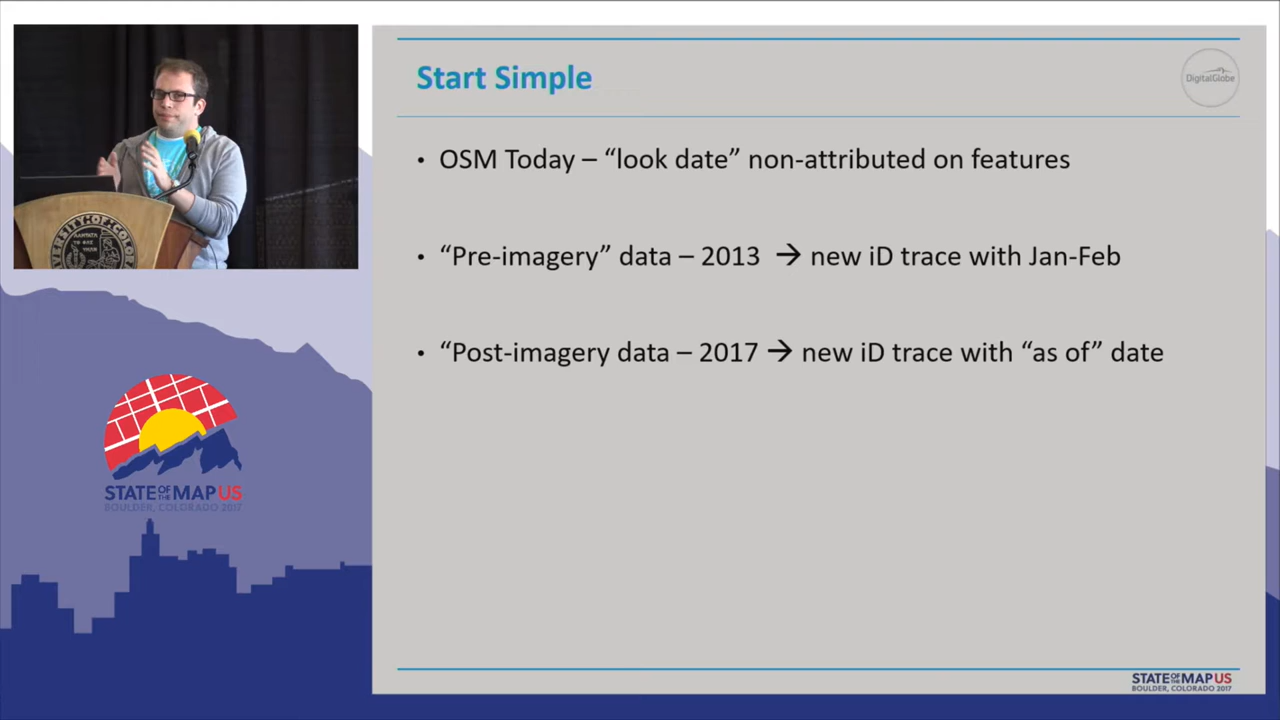 Start Simple
DigitalGlobe
• OSM Today – “look date” non-attributed on features
• “Pre-imagery” data – 2013 → new iD trace with Jan-Feb
• “Post-imagery data – 2017 → new iD trace with “as of” date
STATE OF THE MAP US
BOULDER, COLORADO 2017
STATE OF THE MAP US
BOULDER, COLORADO 2017